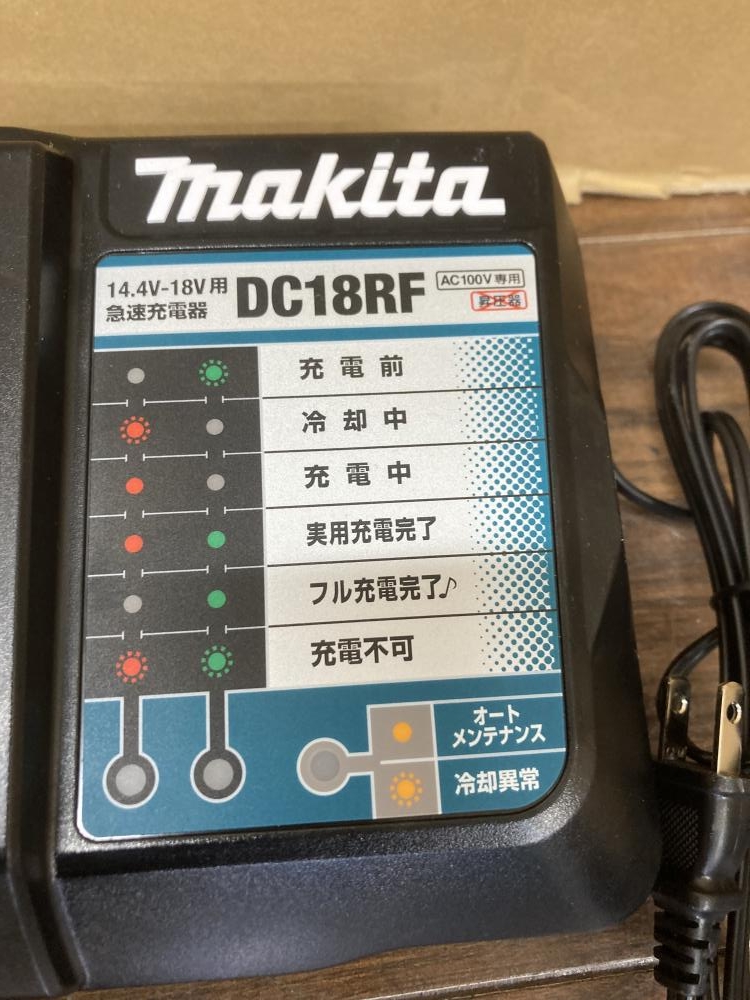 makita
14.4V-18V用
急速充電器
DC18RF
AC100V専用
昇圧器
充電前
冷却中
充電中
実用充電完了
フル充電完了♪
充電不可
オート
メンテナンス
冷却異常